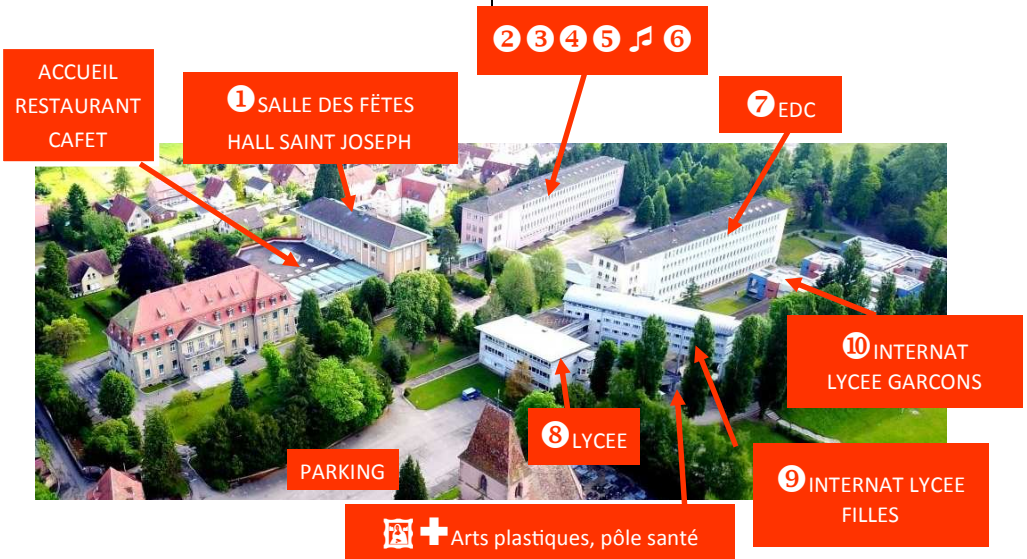 ❷❸❹❺♫❻
ACCUEIL
RESTAURANT
CAFET
❶SALLE DES FËTES
HALL SAINT JOSEPH
❼EDC
❿INTERNAT
LYCEE GARCONS
❽LYCEE
PARKING
❾INTERNAT LYCEE
FILLES
✚Arts plastiques, pôle santé